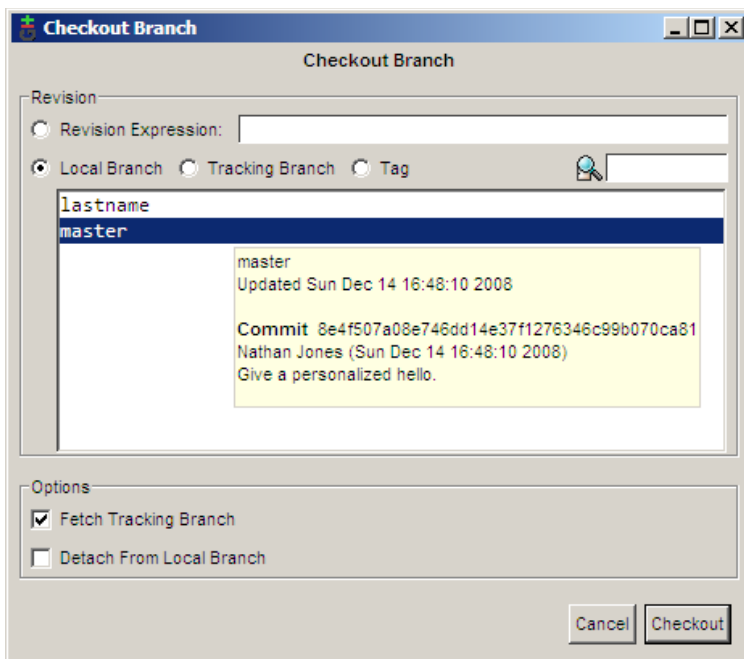 Checkout Branch
Checkout Branch
Revision
Revision Expression:
Local Branch Tracking Branch Tag
lastname
master
master
Updated Sun Dec 14 16:48:10 2008
Commit 8e4f507a08e746dd14e37f1276346c99b070ca81
Nathan Jones (Sun Dec 14 16:48:10 2008)
Give a personalized hello.
Options
Fetch Tracking Branch
Detach From Local Branch
Cancel Checkout